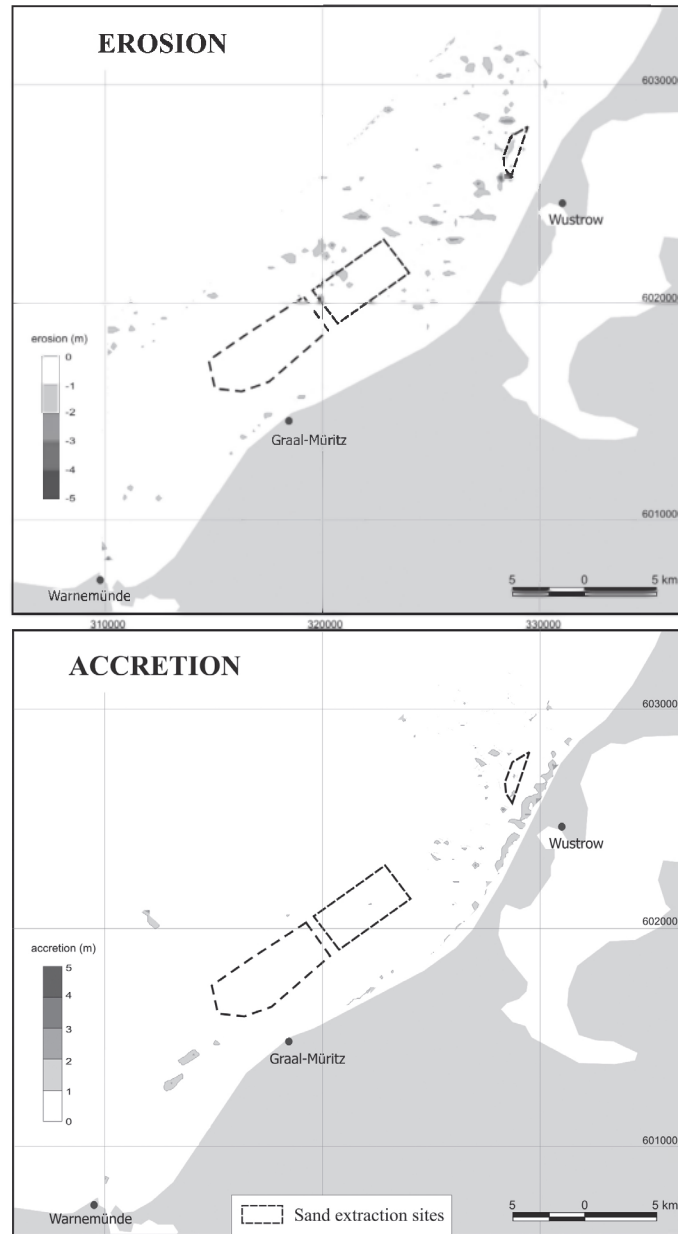 EROSION
6030000
Wustrow
6020000
erosion (m)
0
-1
-2
-3
-4
-5
Graal-Müritz
6010000
5 0 5 km
Warnemünde
310000 320000 330000
ACCRETION
603000
Wustrow
602000
accretion (m)
5
4
3
2
1
0
Graal-Müritz
601000
5 0 5 km
Warnemünde
Sand extraction sites